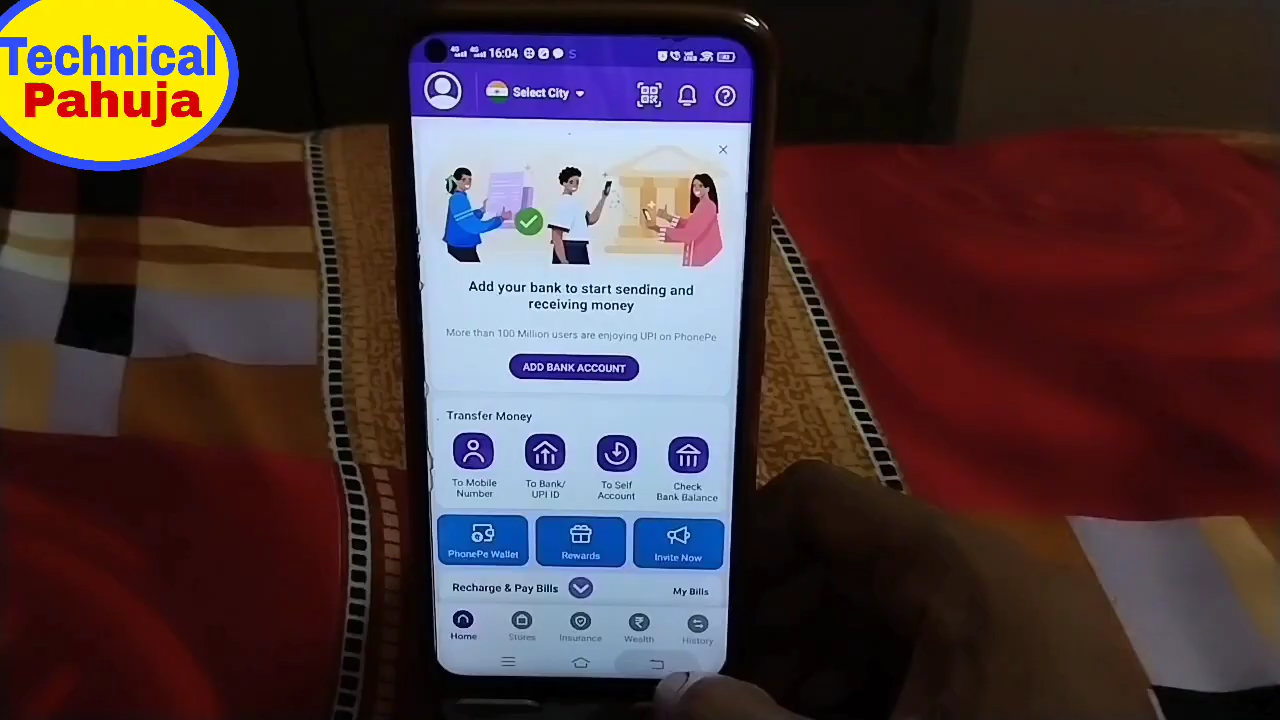 Technical
Pahuja
4G 4G 16:04
Select City
Add your bank to start sending and
receiving money
More than 100 Million users are enjoying UPI on PhonePe
ADD BANK ACCOUNT
Transfer Money
To Mobile
Number
To Bank/
UPI ID
To Self
Account
Check
Bank Balance
PhonePe Wallet
Rewards
Invite Now
Recharge & Pay Bills
My Bills
Home
Stores
Insurance
Wealth
History